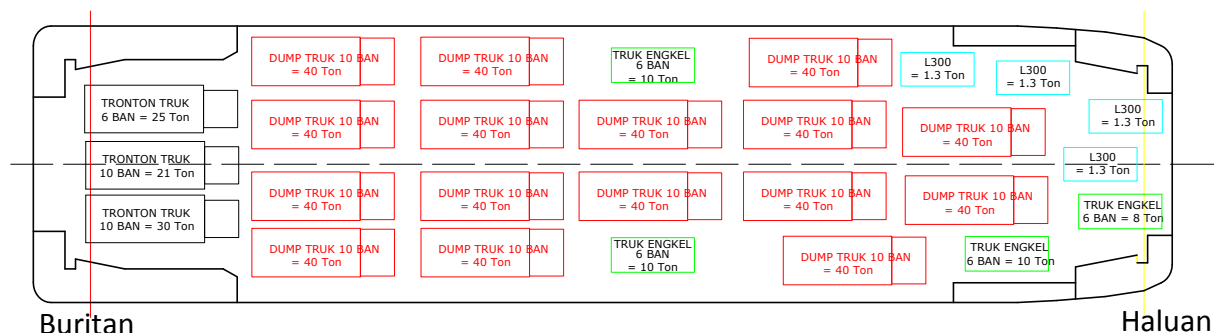 DUMP TRUK 10 BAN
= 40 Ton
DUMP TRUK 10 BAN
= 40 Ton
TRUK ENGKEL
6 BAN
= 10 Ton
DUMP TRUK 10 BAN
= 40 Ton
L300
= 1.3 Ton
L300
= 1.3 Ton
TRONTON TRUK
6 BAN = 25 Ton
DUMP TRUK 10 BAN
= 40 Ton
DUMP TRUK 10 BAN
= 40 Ton
DUMP TRUK 10 BAN
= 40 Ton
DUMP TRUK 10 BAN
= 40 Ton
DUMP TRUK 10 BAN
= 40 Ton
L300
= 1.3 Ton
TRONTON TRUK
10 BAN = 21 Ton
L300
= 1.3 Ton
TRONTON TRUK
10 BAN = 30 Ton
DUMP TRUK 10 BAN
= 40 Ton
DUMP TRUK 10 BAN
= 40 Ton
DUMP TRUK 10 BAN
= 40 Ton
DUMP TRUK 10 BAN
= 40 Ton
DUMP TRUK 10 BAN
= 40 Ton
TRUK ENGKEL
6 BAN = 8 Ton
DUMP TRUK 10 BAN
= 40 Ton
DUMP TRUK 10 BAN
= 40 Ton
TRUK ENGKEL
6 BAN
= 10 Ton
DUMP TRUK 10 BAN
= 40 Ton
TRUK ENGKEL
6 BAN = 10 Ton
Buritan
Haluan